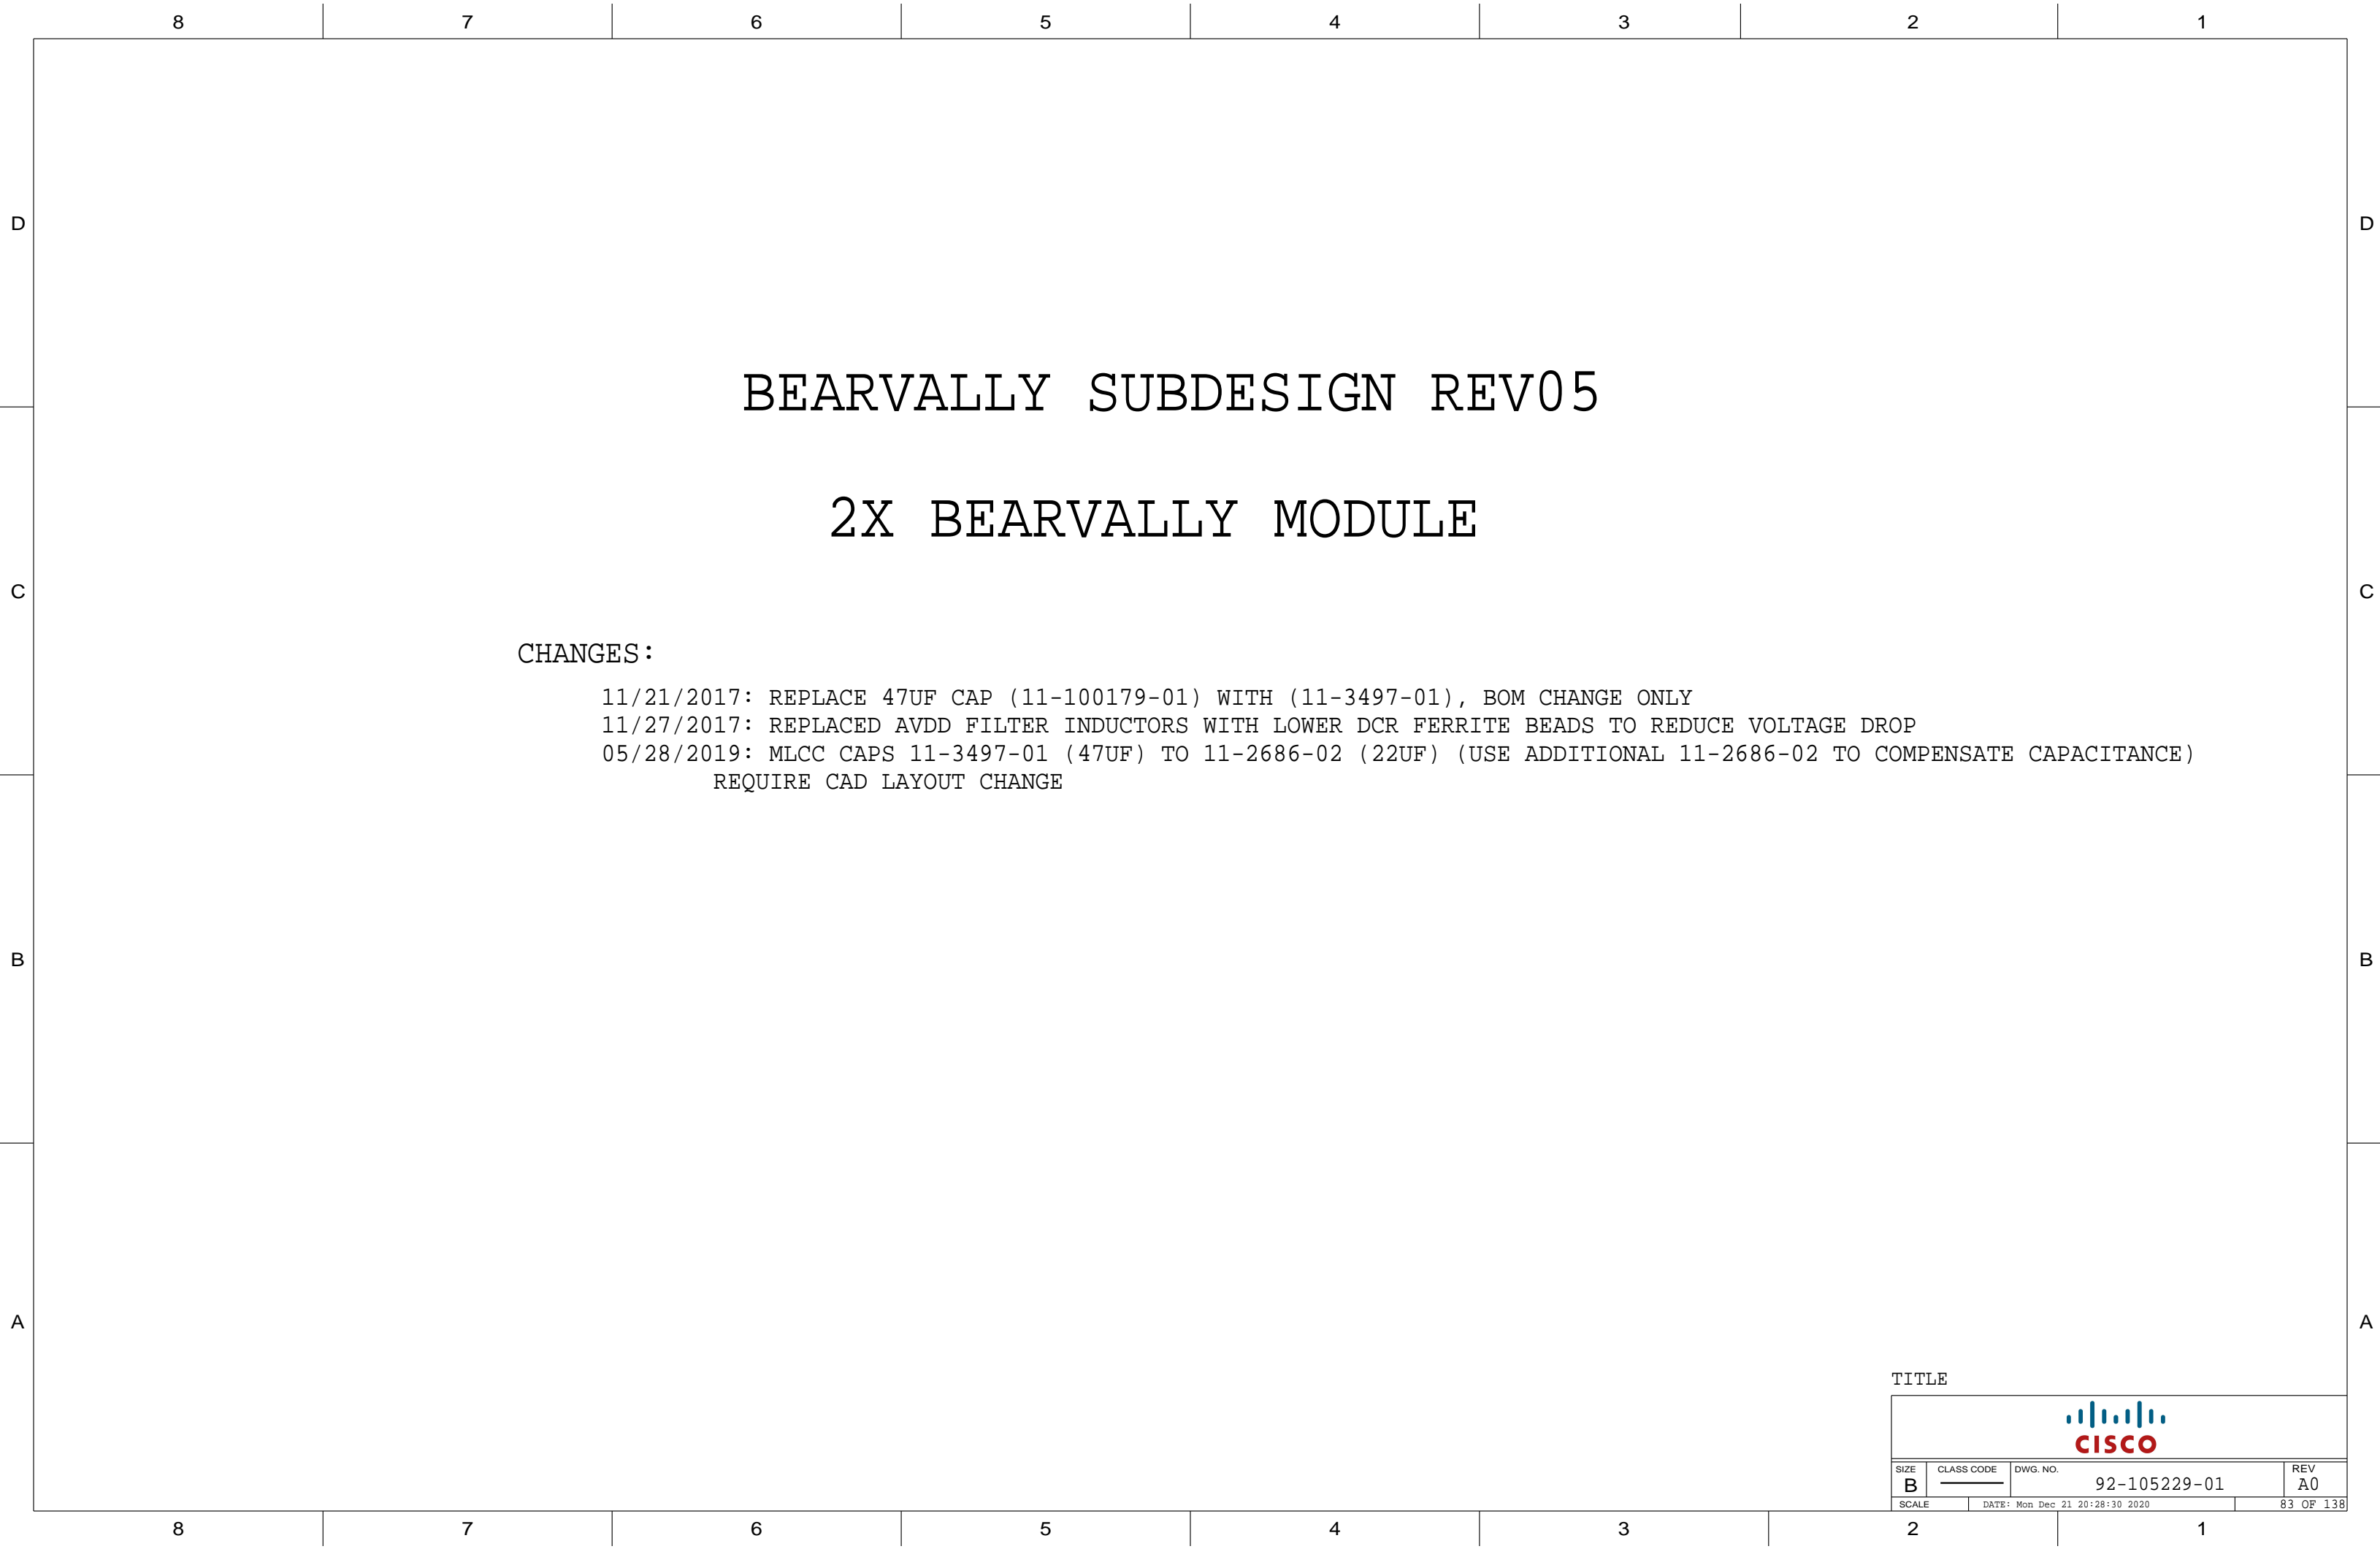 8 7 6 5 4 3 2 1
D D
BEARVALLY SUBDESIGN REV05
2X BEARVALLY MODULE
C C
CHANGES:
11/21/2017: REPLACE 47UF CAP (11-100179-01) WITH (11-3497-01), BOM CHANGE ONLY
11/27/2017: REPLACED AVDD FILTER INDUCTORS WITH LOWER DCR FERRITE BEADS TO REDUCE VOLTAGE DROP
05/28/2019: MLCC CAPS 11-3497-01 (47UF) TO 11-2686-02 (22UF) (USE ADDITIONAL 11-2686-02 TO COMPENSATE CAPACITANCE)
REQUIRE CAD LAYOUT CHANGE
B B
A A
TITLE
CISCO
SIZE CLASS CODE DWG. NO. REV
B 92-105229-01 A0
SCALE DATE: Mon Dec 21 20:28:30 2020 83 OF 138
8 7 6 5 4 3 2 1